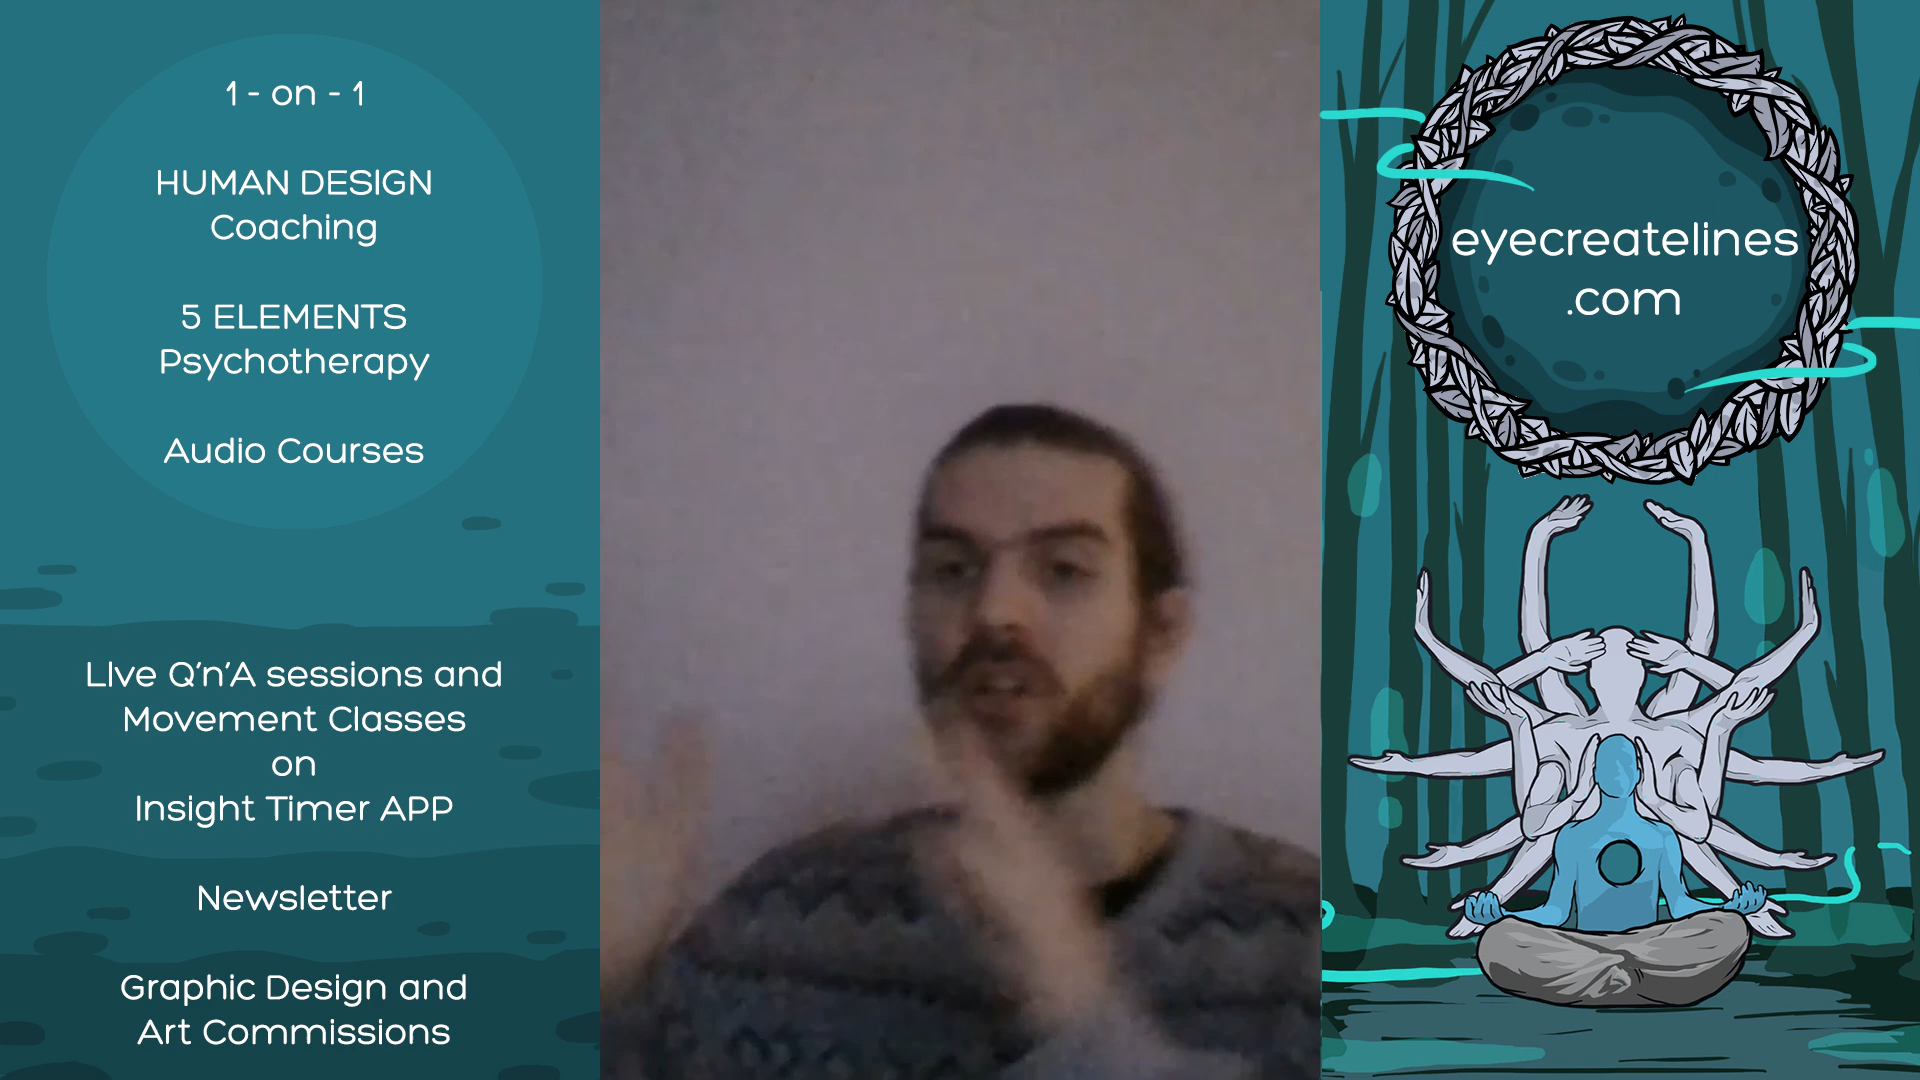 1 - on - 1
HUMAN DESIGN
Coaching
5 ELEMENTS
Psychotherapy
Audio Courses
LIve Q'n'A sessions and
Movement Classes
on
Insight Timer APP
Newsletter
Graphic Design and
Art Commissions
eyecreatelines
.com